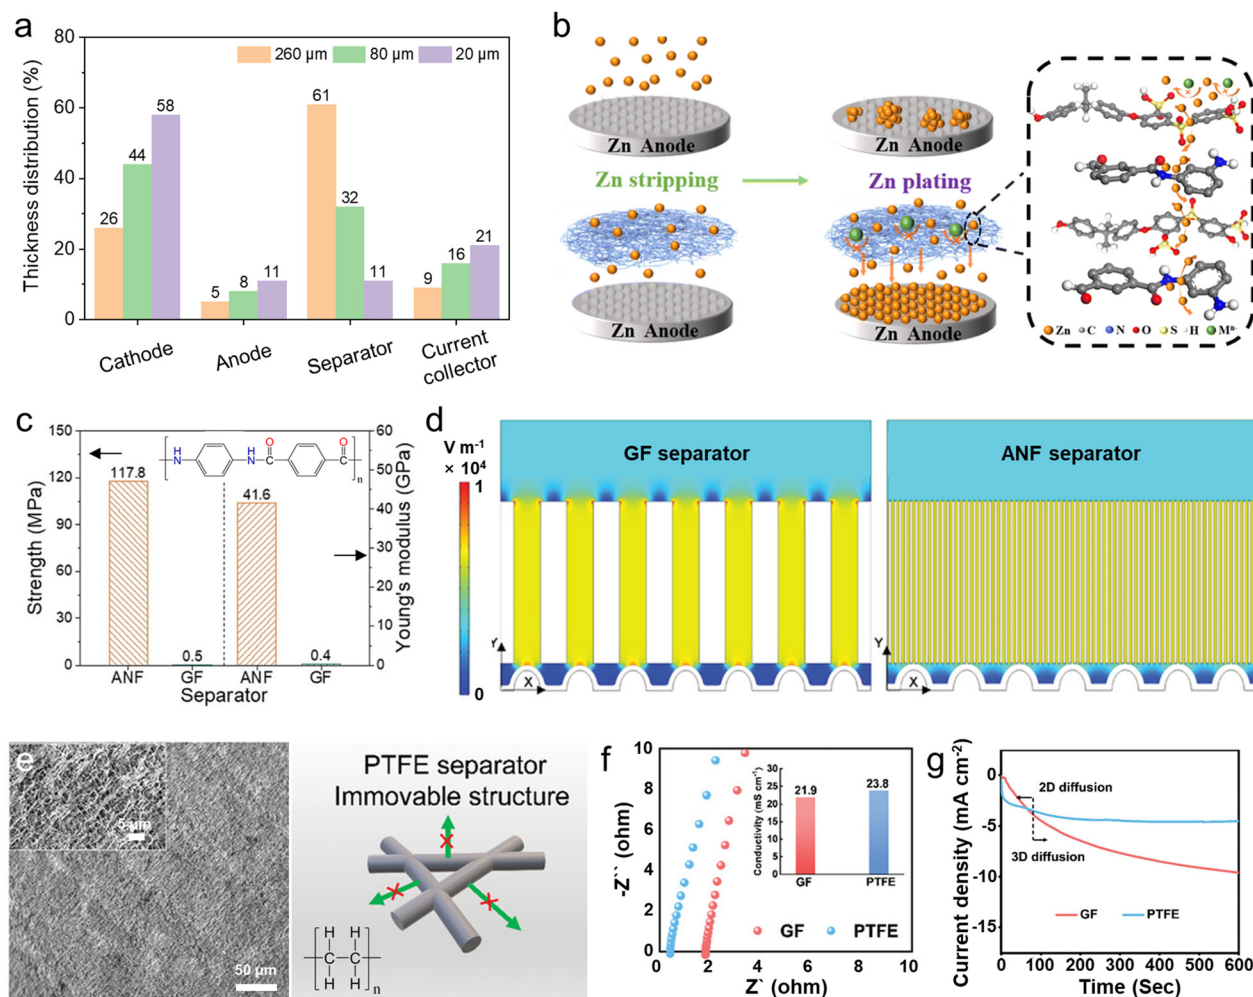 a
Thickness distribution (%)
80
60
40
20
0
260 μm
80 μm
20 μm
26
44
58
5
8
11
61
32
11
9
16
21
Cathode
Anode
Separator
Current
collector
b
Zn Anode
Zn Anode
Zn stripping
Zn plating
Zn Anode
Zn Anode
Zn
C
N
O
S
H
Mⁿ⁻
c
Strength (MPa)
150
120
90
60
30
0
117.8
0.5
41.6
0.4
NH
NH
O
C
O
C
n
60
50
40
30
20
10
0
Young's modulus (GPa)
ANF
GF
ANF
GF
Separator
d
V m⁻¹
× 10⁴
1
0
GF separator
ANF separator
Y
X
Y
X
e
5 μm
50 μm
PTFE separator
Immovable structure
H H
C C
H H
n
f
-Z`` (ohm)
10
8
6
4
2
0
0
2
4
6
8
10
Z` (ohm)
Conductivity (mS cm⁻¹)
30
25
20
15
10
5
0
21.9
23.8
GF
PTFE
GF
PTFE
g
Current density (mA cm⁻²)
0
-5
-10
-15
2D diffusion
3D diffusion
GF
PTFE
0
100
200
300
400
500
600
Time (Sec)